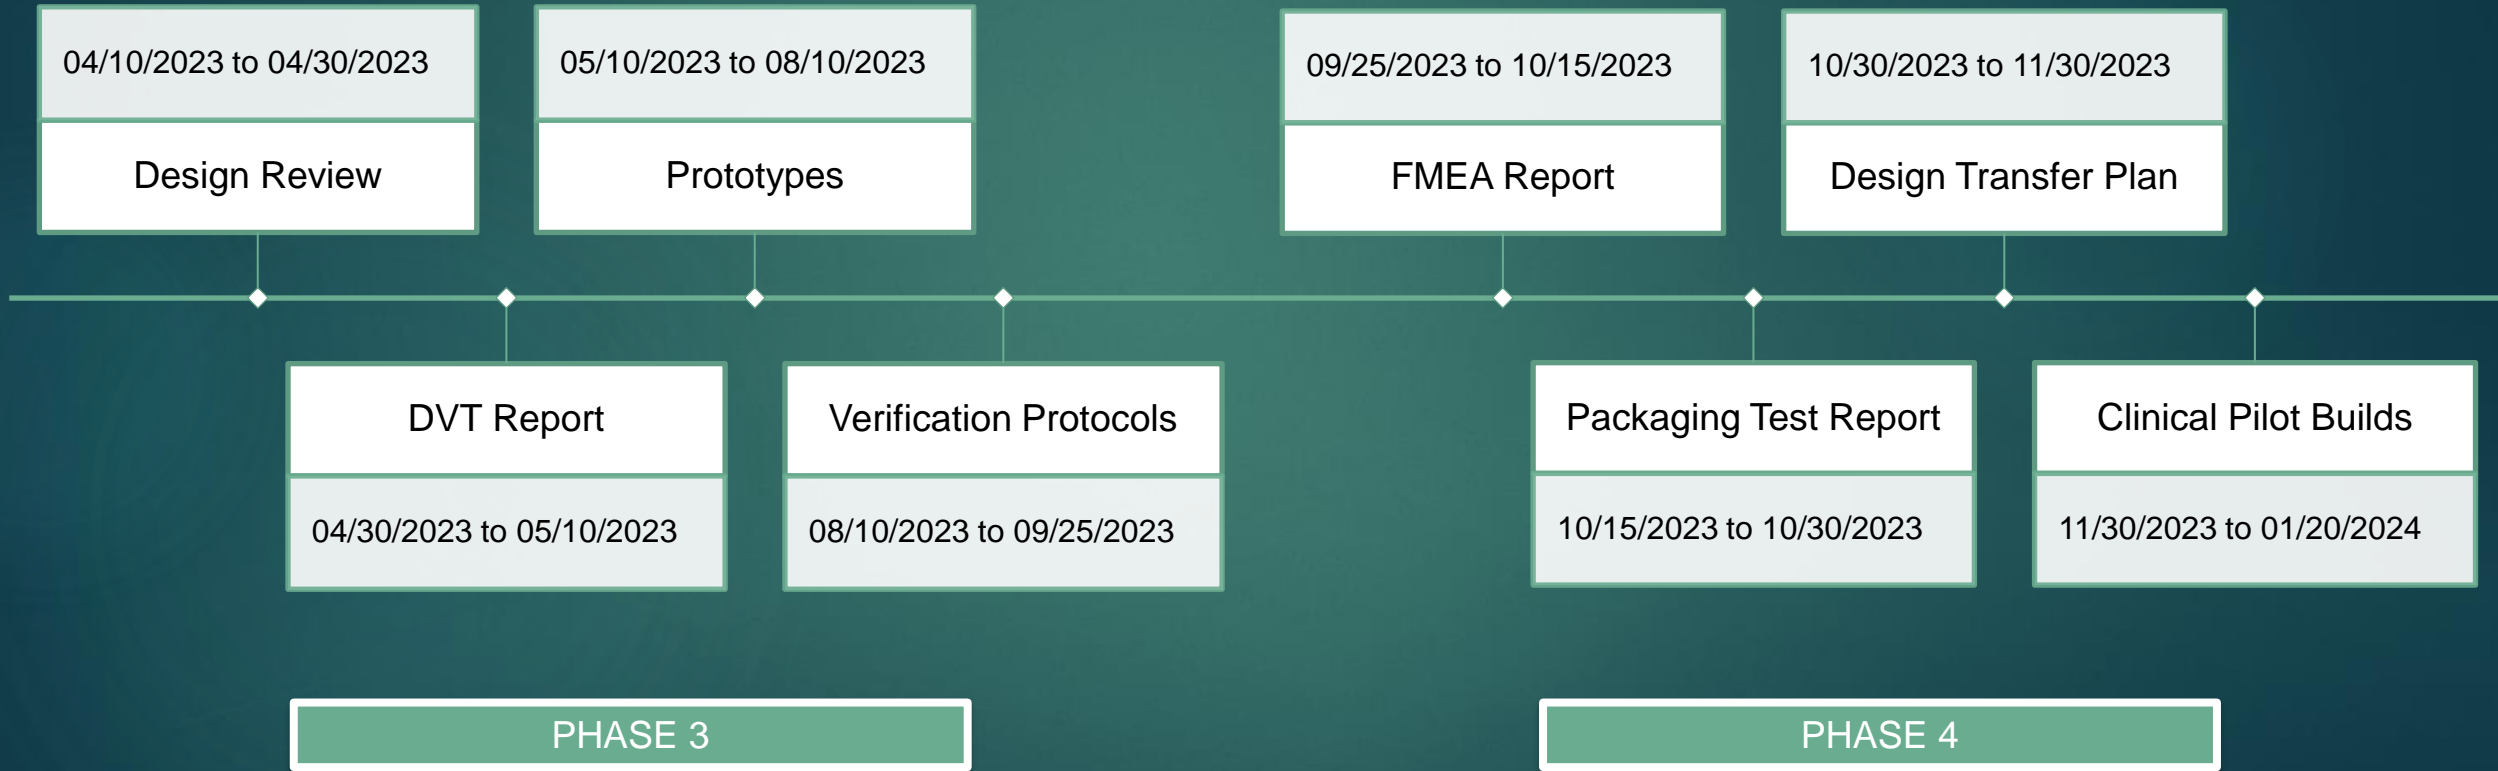 04/10/2023 to 04/30/2023
Design Review
05/10/2023 to 08/10/2023
Prototypes
09/25/2023 to 10/15/2023
FMEA Report
10/30/2023 to 11/30/2023
Design Transfer Plan
DVT Report
04/30/2023 to 05/10/2023
Verification Protocols
08/10/2023 to 09/25/2023
Packaging Test Report
10/15/2023 to 10/30/2023
Clinical Pilot Builds
11/30/2023 to 01/20/2024
PHASE 3
PHASE 4